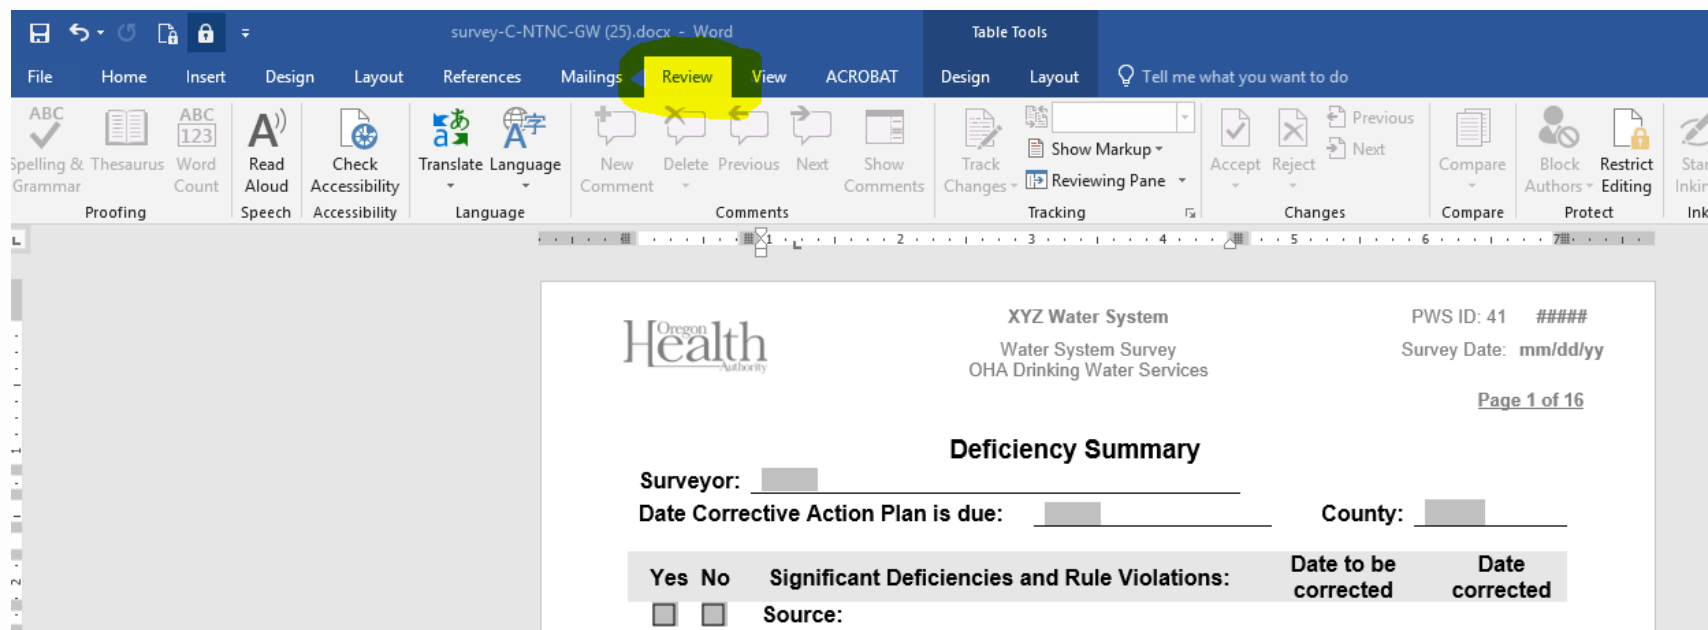 survey-C-NTNC-GW (25).docx - Word
Table Tools
File Home Insert Design Layout References Mailings Review View ACROBAT Design Layout Tell me what you want to do
ABC
ABC
123
Spelling & Thesaurus Word
Grammar Count
Proofing
Read
Aloud
Speech
Check
Accessibility
Accessibility
Translate Language
Language
New
Comment
Delete Previous Next Show
Comments
Comments
Track
Changes
Show Markup
Reviewing Pane
Tracking
Accept Reject
Previous
Next
Changes
Compare
Compare
Block
Authors
Restrict
Editing
Protect
1 2 3 4 5 6 7
Oregon
Health
Authority
XYZ Water System
Water System Survey
OHA Drinking Water Services
PWS ID: 41 #####
Survey Date: mm/dd/yy
Page 1 of 16
Deficiency Summary
Surveyor:
Date Corrective Action Plan is due: County:
Yes No Significant Deficiencies and Rule Violations: Date to be corrected Date corrected
Source: